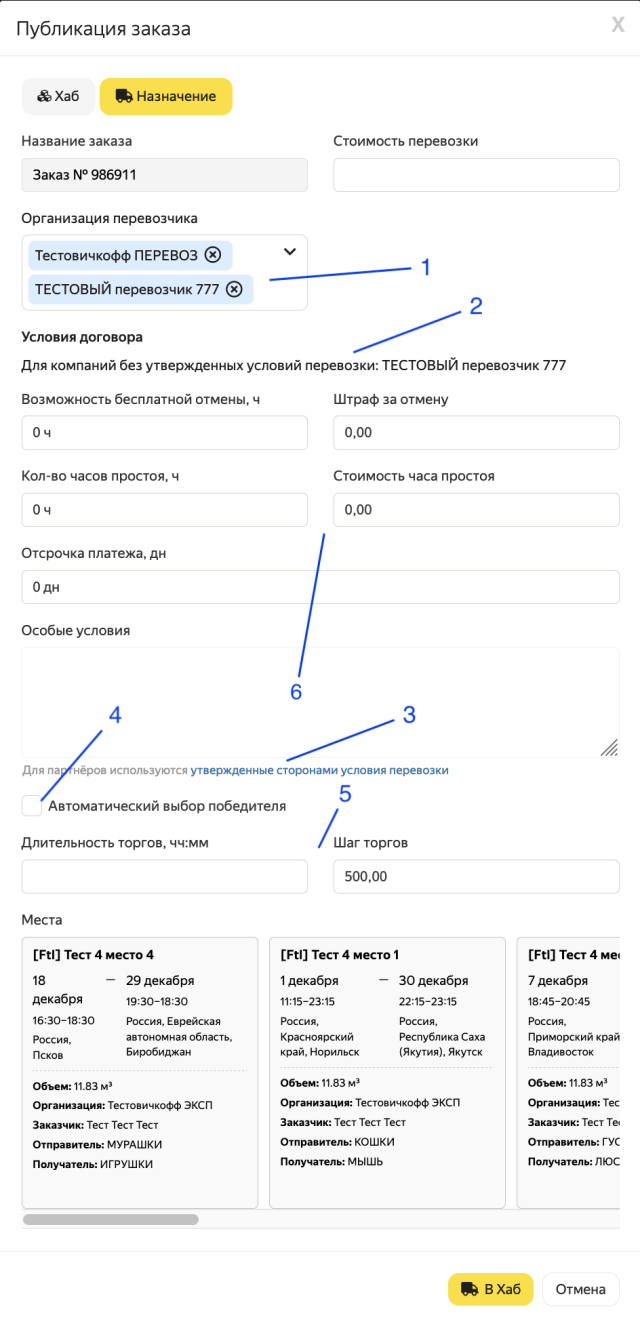 Публикация заказа
X
Хаб
Назначение
Название заказа
Стоимость перевозки
Заказ № 986911
Организация перевозчика
Тестовичкофф ПЕРЕВОЗ
ТЕСТОВЫЙ перевозчик 777
1
2
Условия договора
Для компаний без утвержденных условий перевозки: ТЕСТОВЫЙ перевозчик 777
Возможность бесплатной отмены, ч
Штраф за отмену
0 ч
0,00
Кол-во часов простоя, ч
Стоимость часа простоя
0 ч
0,00
Отсрочка платежа, дн
0 дн
Особые условия
6
4
3
Для партнёров используются утвержденные сторонами условия перевозки
5
Автоматический выбор победителя
Длительность торгов, чч:мм
Шаг торгов
500,00
Места
[Ftl] Тест 4 место 4
18 декабря — 29 декабря
16:30–18:30
19:30–18:30
Россия, Псков
Россия, Еврейская автономная область, Биробиджан
Объем: 11.83 м³
Организация: Тестовичкофф ЭКСП
Заказчик: Тест Тест Тест
Отправитель: МУРАШКИ
Получатель: ИГРУШКИ
[Ftl] Тест 4 место 1
1 декабря — 30 декабря
11:15–23:15
22:15–23:15
Россия, Красноярский край, Норильск
Россия, Республика Саха (Якутия), Якутск
Объем: 11.83 м³
Организация: Тестовичкофф ЭКСП
Заказчик: Тест Тест Тест
Отправитель: КОШКИ
Получатель: МЫШЬ
[Ftl] Тест 4 ме
7 декабря
18:45–20:45
Россия, Приморский край Владивосток
Объем: 11.83 м³
Организация: Тес
Заказчик: Тест Те
Отправитель: ГУС
Получатель: ЛЮС
В Хаб
Отмена